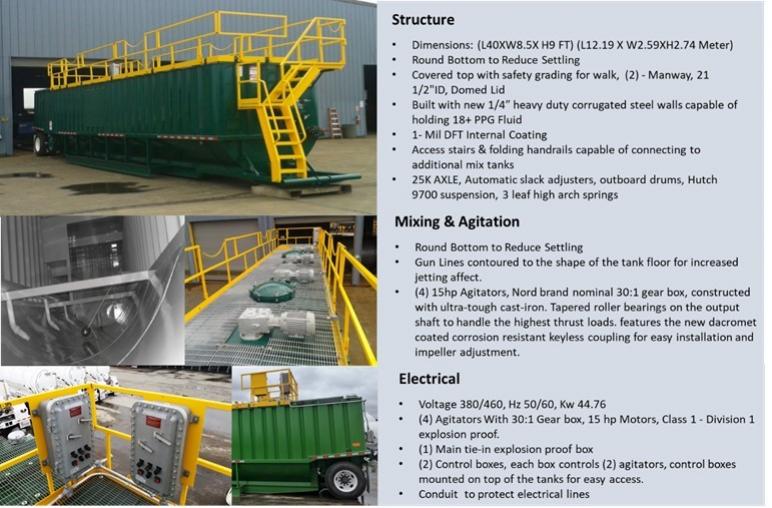 Structure
• Dimensions: (L40XW8.5X H9 FT) (L12.19 X W2.59XH2.74 Meter)
• Round Bottom to Reduce Settling
• Covered top with safety grading for walk, (2) - Manway, 21
1/2"ID, Domed Lid
• Built with new 1/4" heavy duty corrugated steel walls capable of
holding 18+ PPG Fluid
• 1- Mil DFT Internal Coating
• Access stairs & folding handrails capable of connecting to
additional mix tanks
• 25K AXLE, Automatic slack adjusters, outboard drums, Hutch
9700 suspension, 3 leaf high arch springs
Mixing & Agitation
• Round Bottom to Reduce Settling
• Gun Lines contoured to the shape of the tank floor for increased
jetting affect.
• (4) 15hp Agitators, Nord brand nominal 30:1 gear box, constructed
with ultra-tough cast-iron. Tapered roller bearings on the output
shaft to handle the highest thrust loads. features the new dacromet
coated corrosion resistant keyless coupling for easy installation and
impeller adjustment.
Electrical
• Voltage 380/460, Hz 50/60, Kw 44.76
• (4) Agitators With 30:1 Gear box, 15 hp Motors, Class 1 - Division 1
explosion proof.
• (1) Main tie-in explosion proof box
• (2) Control boxes, each box controls (2) agitators, control boxes
mounted on top of the tanks for easy access.
• Conduit to protect electrical lines